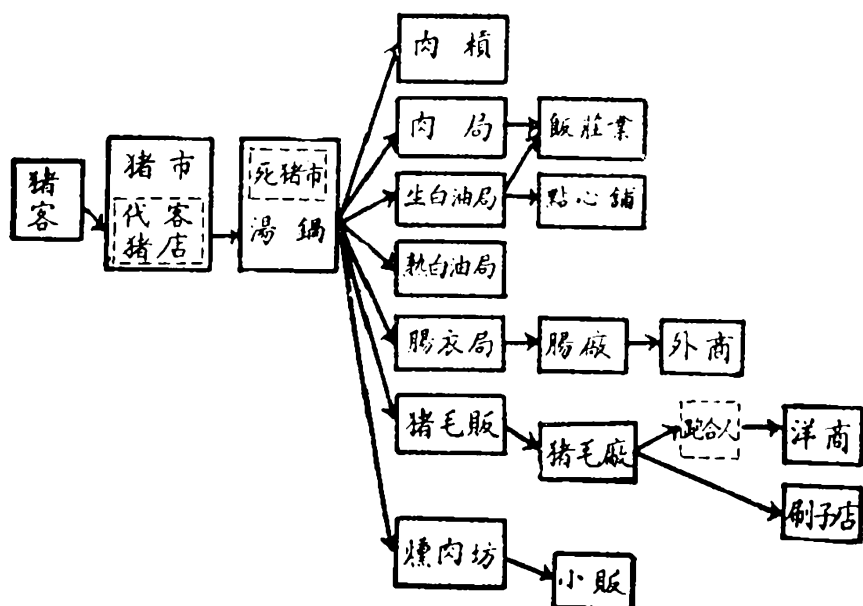 猪客
猪市
代客
猪店
死猪市
湯鍋
肉槓
肉局
生白油局
熟白油局
腸衣局
猪毛販
燻肉坊
飯莊業
點心舖
腸廠
猪毛廠
小販
外商
跑合人
洋商
刷子店